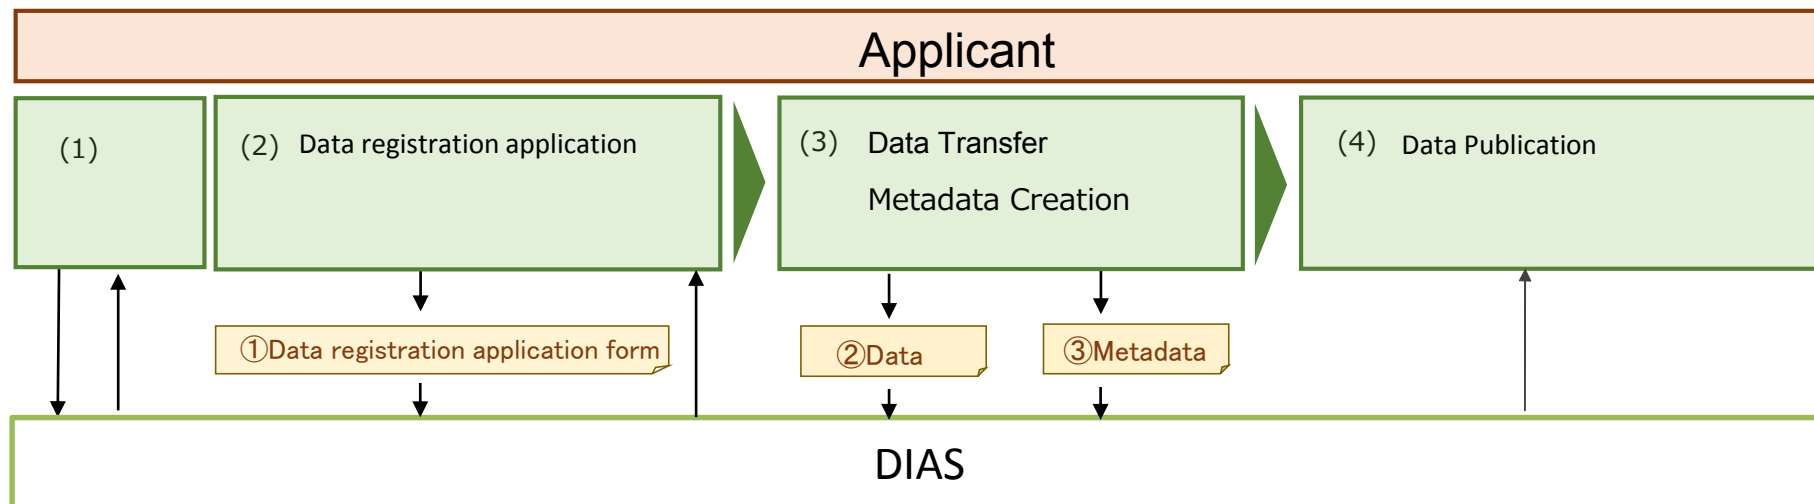 Applicant
(1)
(2) Data registration application
(3) Data Transfer
Metadata Creation
(4) Data Publication
①Data registration application form
②Data
③Metadata
DIAS